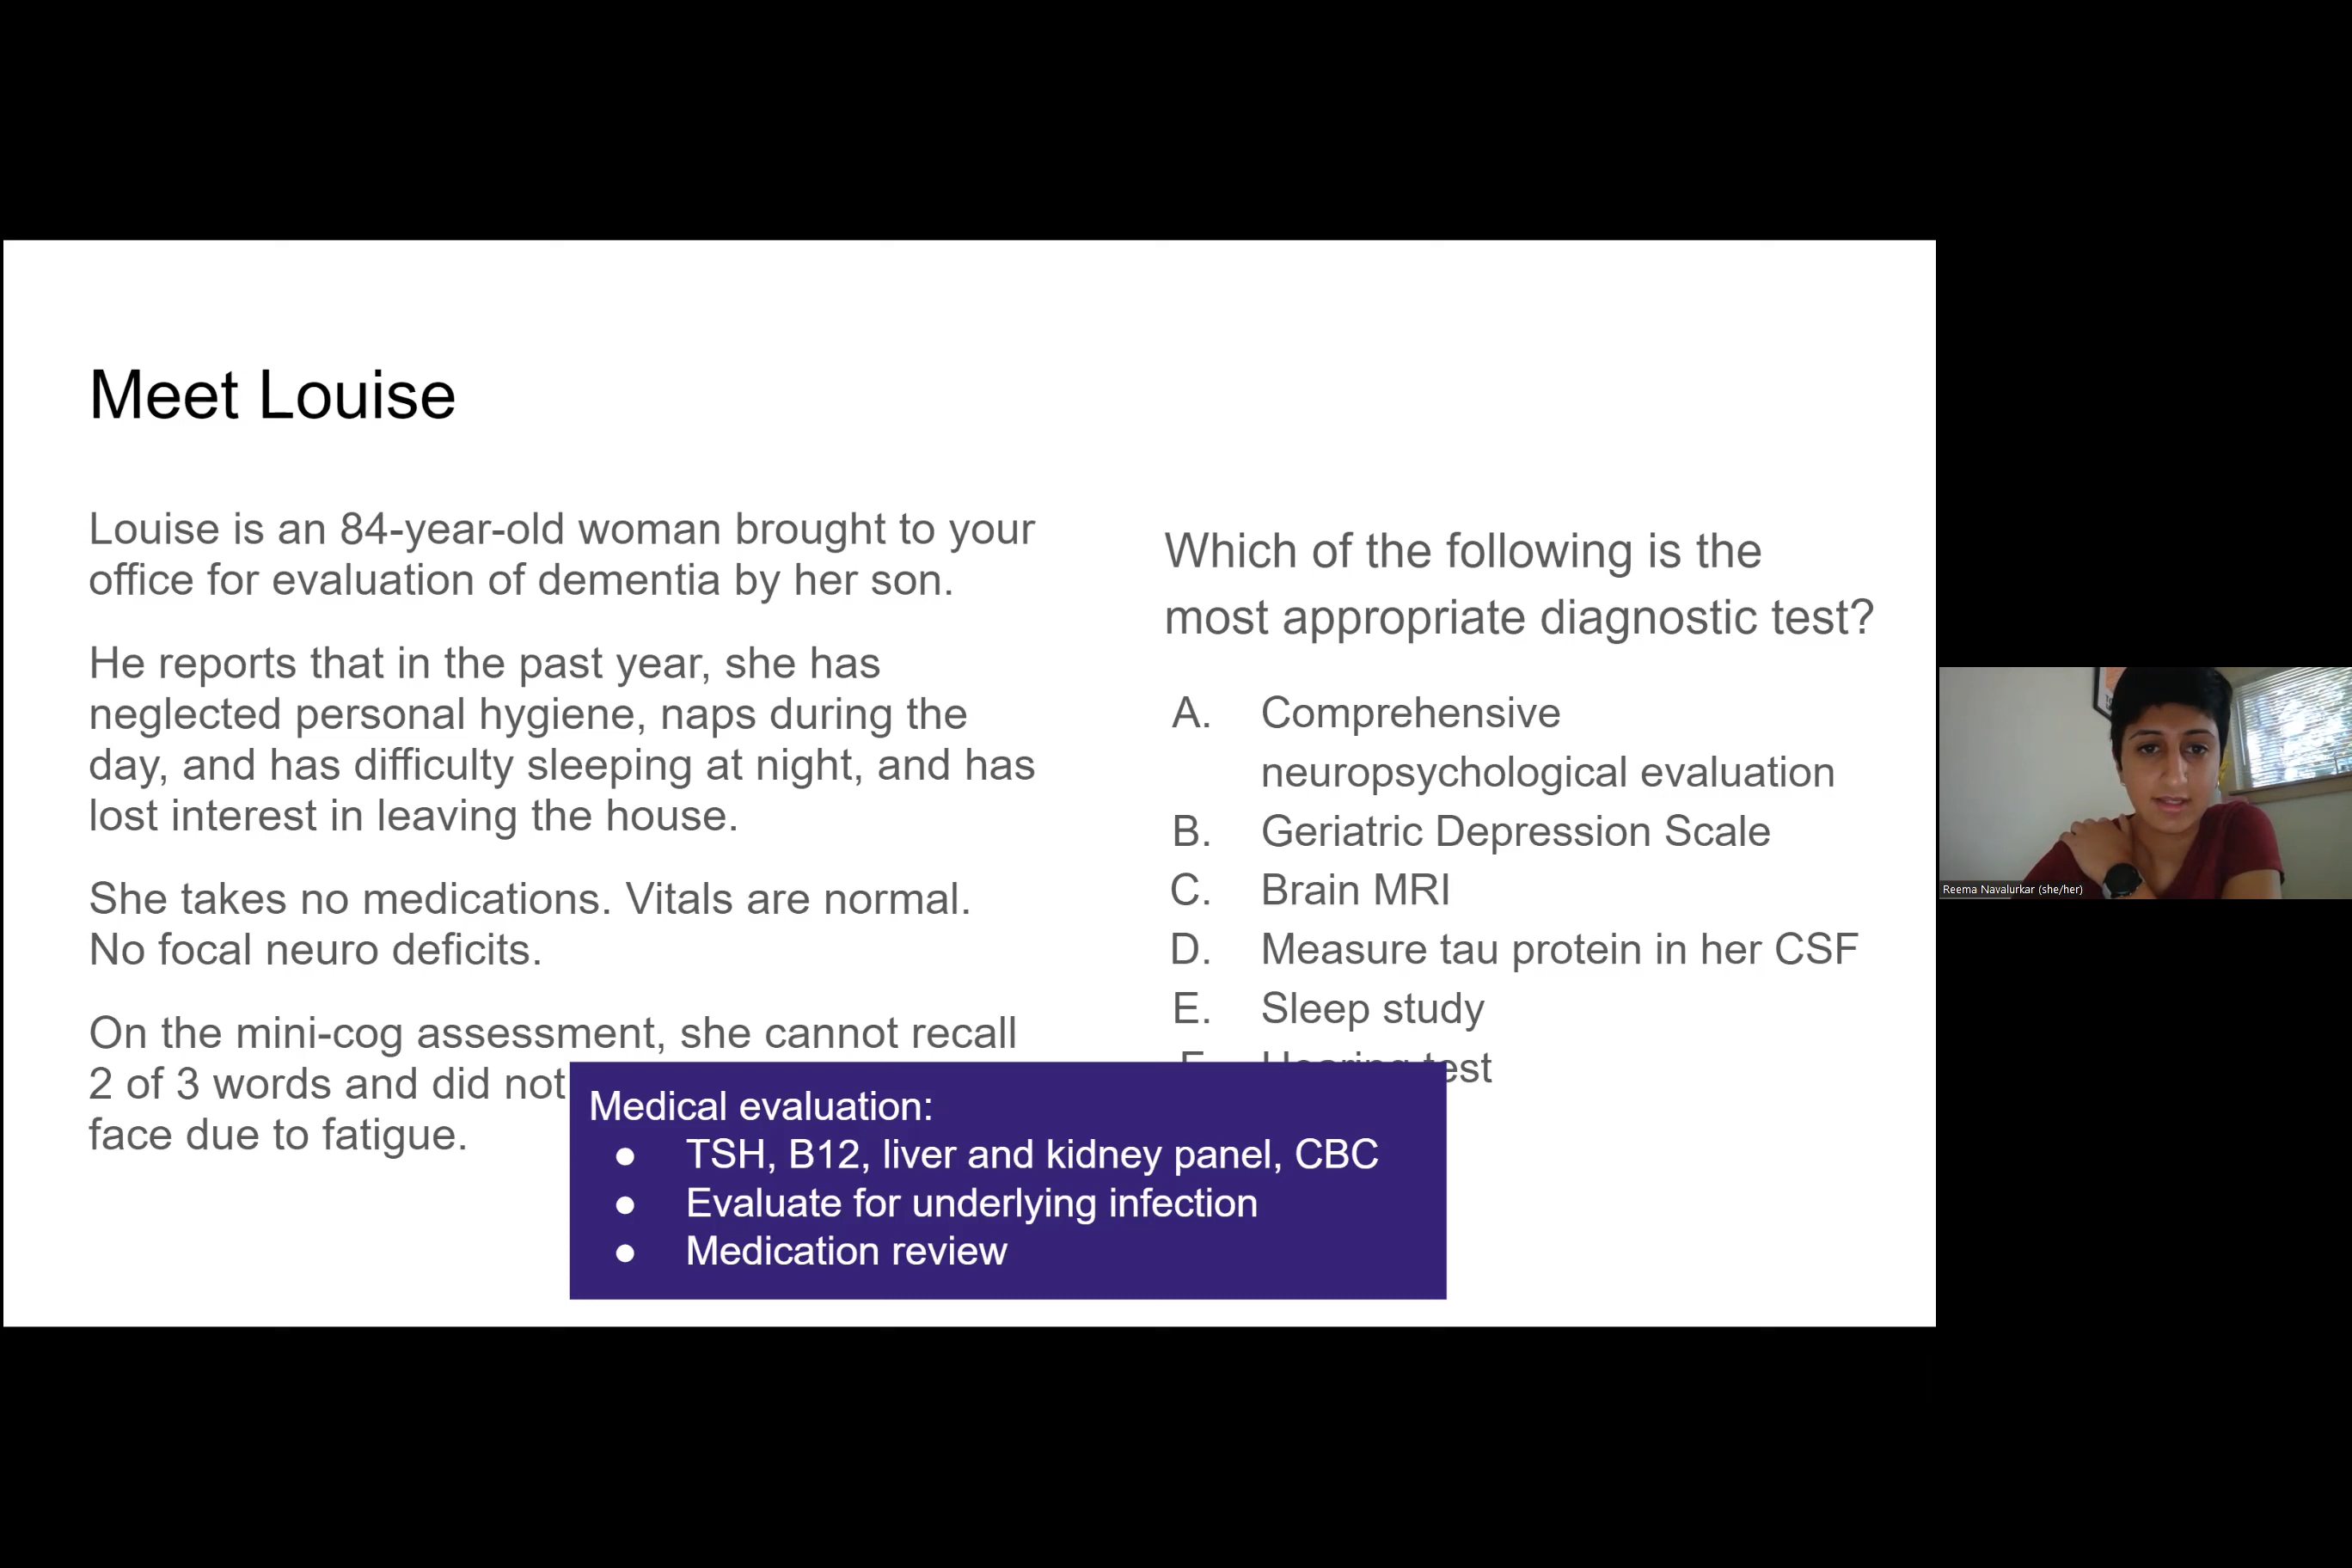 Meet Louise
Louise is an 84-year-old woman brought to your
office for evaluation of dementia by her son.
He reports that in the past year, she has
neglected personal hygiene, naps during the
day, and has difficulty sleeping at night, and has
lost interest in leaving the house.
She takes no medications. Vitals are normal.
No focal neuro deficits.
On the mini-cog assessment, she cannot recall
2 of 3 words and did not
face due to fatigue.
Which of the following is the
most appropriate diagnostic test?
A. Comprehensive
neuropsychological evaluation
B. Geriatric Depression Scale
C. Brain MRI
D. Measure tau protein in her CSF
E. Sleep study
F. Hearing test
Medical evaluation:
● TSH, B12, liver and kidney panel, CBC
● Evaluate for underlying infection
● Medication review
Reema Navalurkar (she/her)